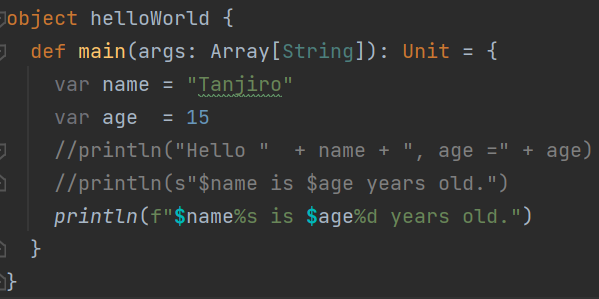 object helloWorld {
  def main(args: Array[String]): Unit = {
    var name = "Tanjiro"
    var age  = 15
    //println("Hello "  + name + ", age =" + age)
    //println(s"$name is $age years old.")
    println(f"$name%s is $age%d years old.")
  }
}